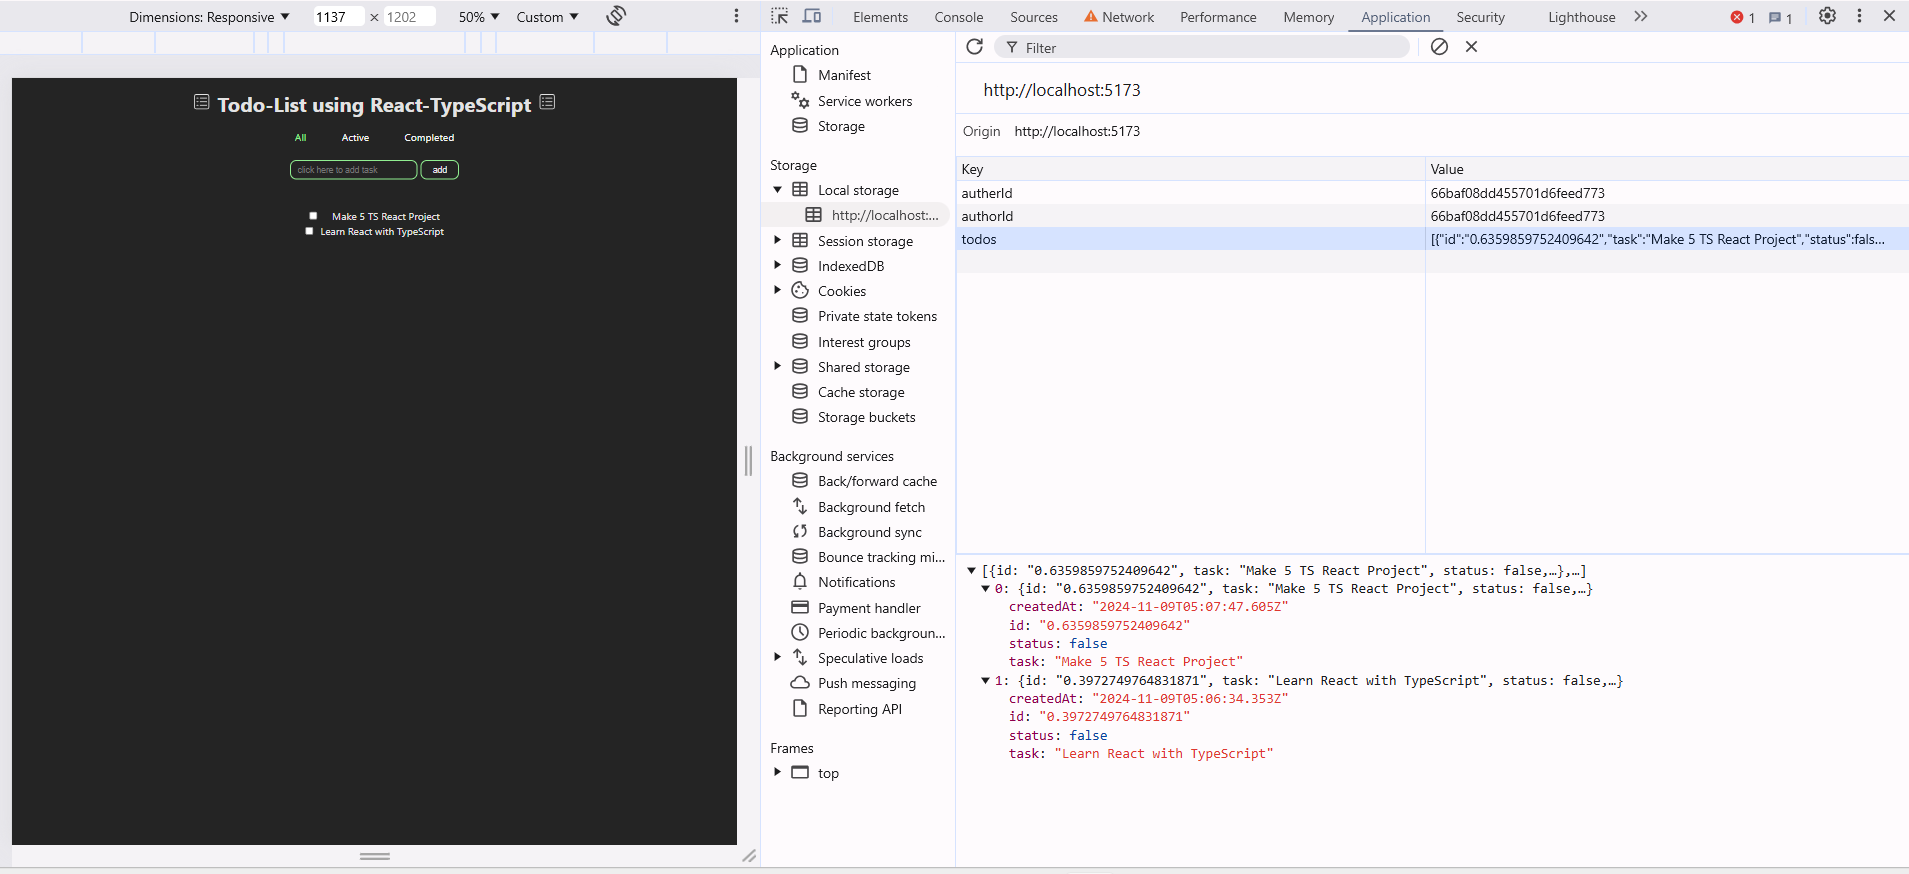 Dimensions: Responsive ▼ 1137 × 1202 50% ▼ Custom ▼
Todo-List using React-TypeScript
All Active Completed
click here to add task add
Make 5 TS React Project
Learn React with TypeScript
Elements Console Sources Network Performance Memory Application Security Lighthouse 1 1
Application
Manifest
Service workers
Storage
Storage
Local storage
http://localhost:...
Session storage
IndexedDB
Cookies
Private state tokens
Interest groups
Shared storage
Cache storage
Storage buckets
Background services
Back/forward cache
Background fetch
Background sync
Bounce tracking mi...
Notifications
Payment handler
Periodic backgroun...
Speculative loads
Push messaging
Reporting API
Frames
top
Filter
http://localhost:5173
Origin http://localhost:5173
Key Value
autherId 66baf08dd455701d6feed773
authorId 66baf08dd455701d6feed773
todos [{"id":"0.6359859752409642","task":"Make 5 TS React Project","status":fals...
[{id: "0.6359859752409642", task: "Make 5 TS React Project", status: false,…},…]
0: {id: "0.6359859752409642", task: "Make 5 TS React Project", status: false,…}
createdAt: "2024-11-09T05:07:47.605Z"
id: "0.6359859752409642"
status: false
task: "Make 5 TS React Project"
1: {id: "0.3972749764831871", task: "Learn React with TypeScript", status: false,…}
createdAt: "2024-11-09T05:06:34.353Z"
id: "0.3972749764831871"
status: false
task: "Learn React with TypeScript"